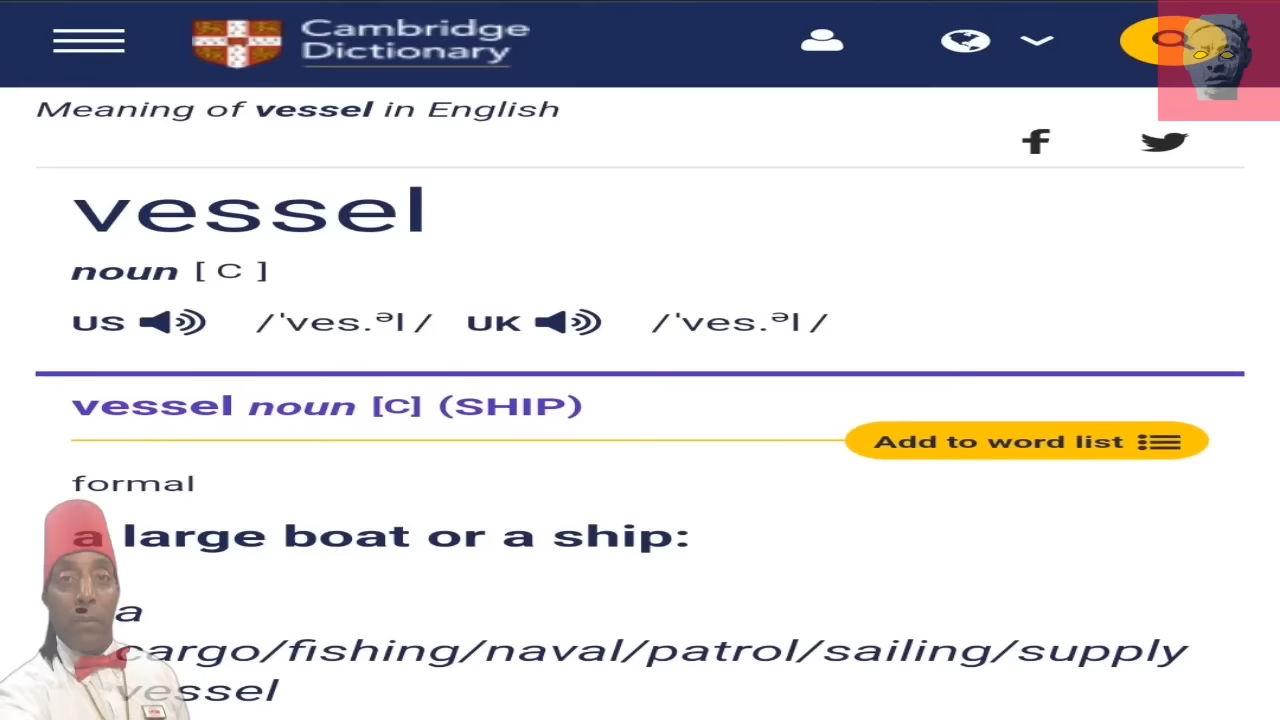 Cambridge
Dictionary
Meaning of vessel in English
vessel
noun [ C ]
US /ˈves.ᵊl/ UK /ˈves.ᵊl/
vessel noun [C] (SHIP)
Add to word list
formal
a large boat or a ship:
a
cargo/fishing/naval/patrol/sailing/supply
vessel